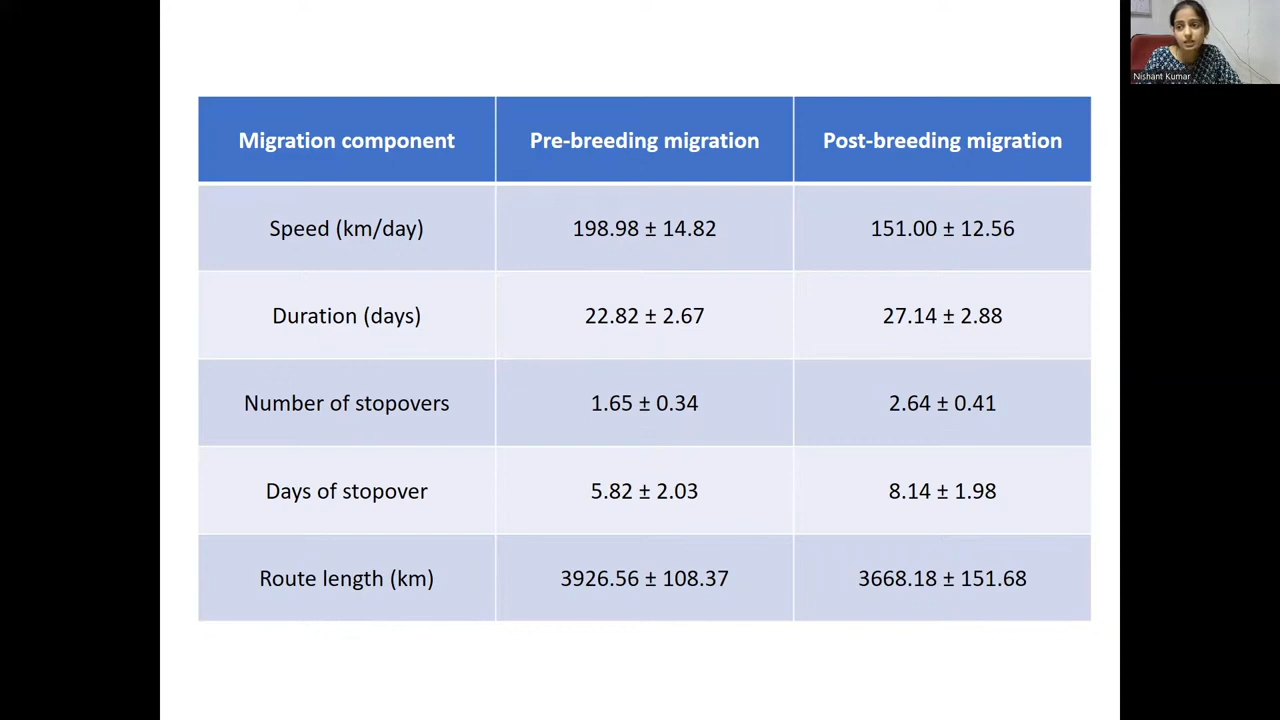 Migration component Pre-breeding migration Post-breeding migration
Speed (km/day) 198.98 ± 14.82 151.00 ± 12.56
Duration (days) 22.82 ± 2.67 27.14 ± 2.88
Number of stopovers 1.65 ± 0.34 2.64 ± 0.41
Days of stopover 5.82 ± 2.03 8.14 ± 1.98
Route length (km) 3926.56 ± 108.37 3668.18 ± 151.68
Nishant Kumar